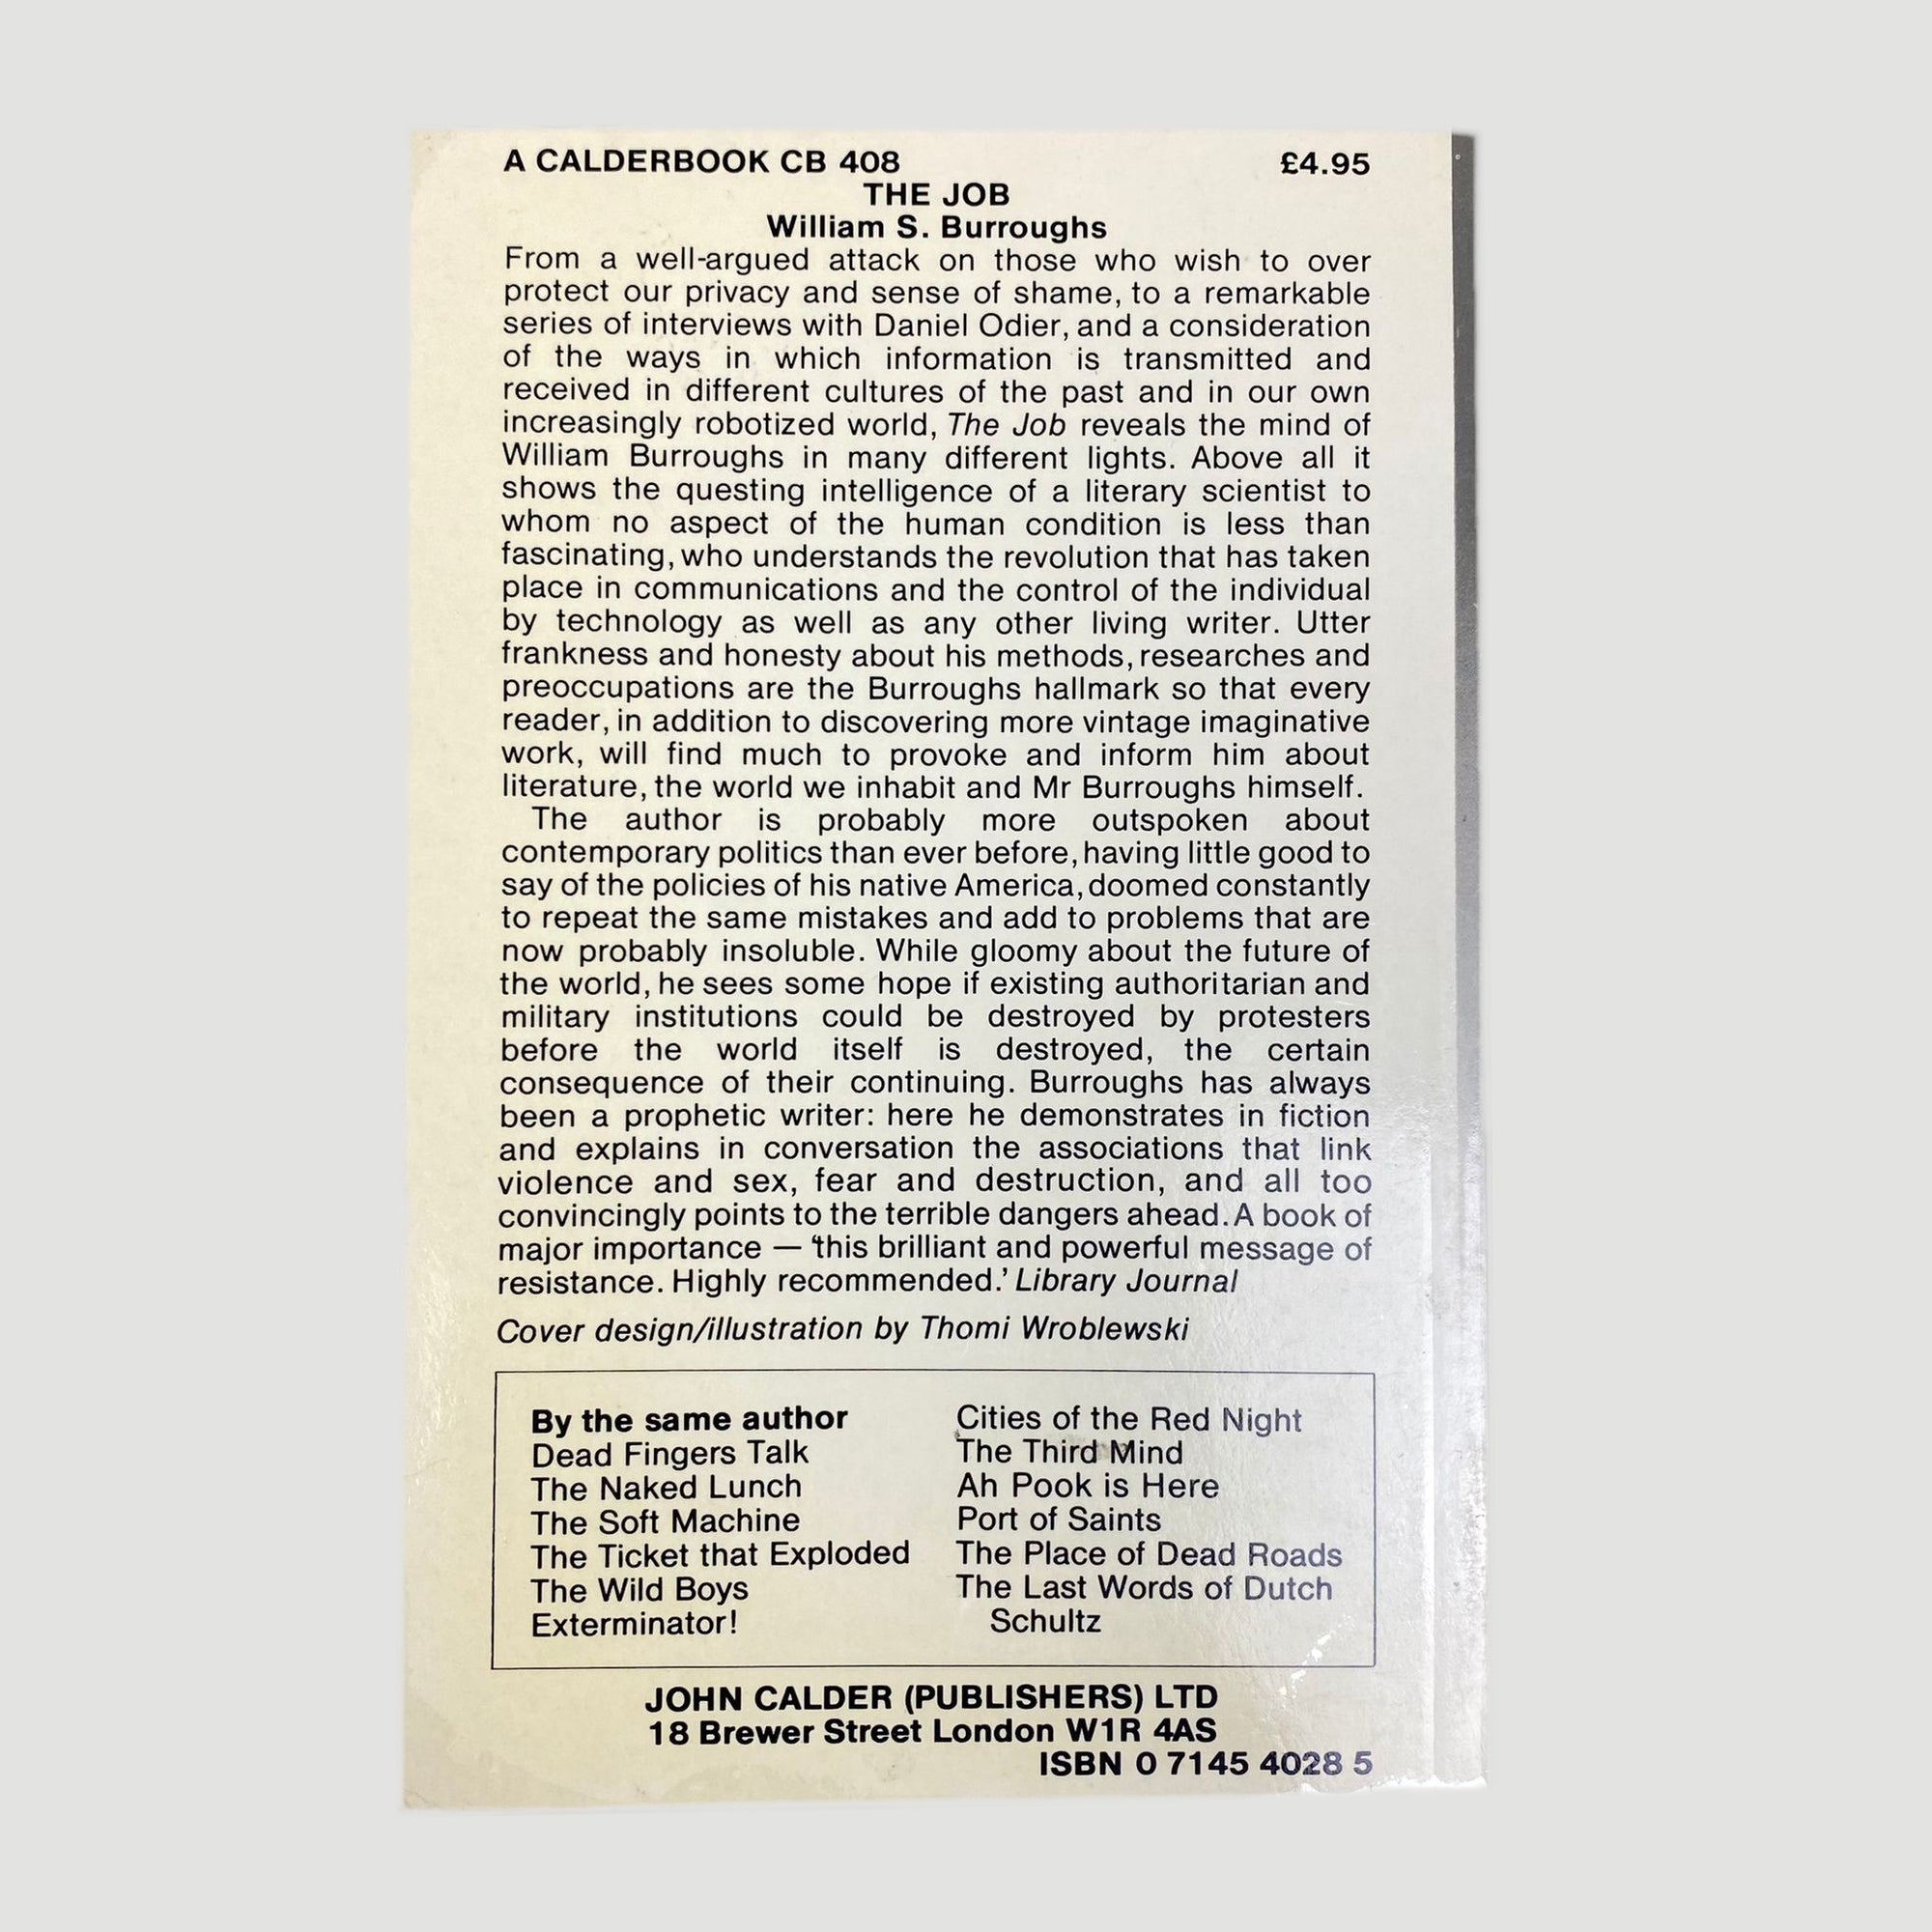 A CALDERBOOK CB 408 £4.95
THE JOB
William S. Burroughs
From a well-argued attack on those who wish to over
protect our privacy and sense of shame, to a remarkable
series of interviews with Daniel Odier, and a consideration
of the ways in which information is transmitted and
received in different cultures of the past and in our own
increasingly robotized world, The Job reveals the mind of
William Burroughs in many different lights. Above all it
shows the questing intelligence of a literary scientist to
whom no aspect of the human condition is less than
fascinating, who understands the revolution that has taken
place in communications and the control of the individual
by technology as well as any other living writer. Utter
frankness and honesty about his methods, researches and
preoccupations are the Burroughs hallmark so that every
reader, in addition to discovering more vintage imaginative
work, will find much to provoke and inform him about
literature, the world we inhabit and Mr Burroughs himself.
The author is probably more outspoken about
contemporary politics than ever before, having little good to
say of the policies of his native America, doomed constantly
to repeat the same mistakes and add to problems that are
now probably insoluble. While gloomy about the future of
the world, he sees some hope if existing authoritarian and
military institutions could be destroyed by protesters
before the world itself is destroyed, the certain
consequence of their continuing. Burroughs has always
been a prophetic writer: here he demonstrates in fiction
and explains in conversation the associations that link
violence and sex, fear and destruction, and all too
convincingly points to the terrible dangers ahead. A book of
major importance — ‘this brilliant and powerful message of
resistance. Highly recommended.’ Library Journal
Cover design/illustration by Thomi Wroblewski
By the same author
Dead Fingers Talk
The Naked Lunch
The Soft Machine
The Ticket that Exploded
The Wild Boys
Exterminator!
Cities of the Red Night
The Third Mind
Ah Pook is Here
Port of Saints
The Place of Dead Roads
The Last Words of Dutch
Schultz
JOHN CALDER (PUBLISHERS) LTD
18 Brewer Street London W1R 4AS
ISBN 0 7145 4028 5